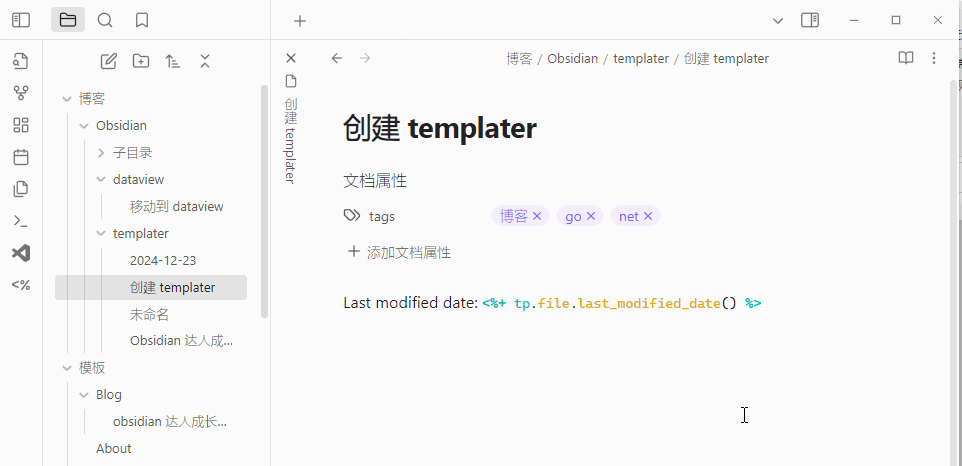 博客
Obsidian
子目录
dataview
移动到 dataview
templater
2024-12-23
创建 templater
未命名
Obsidian 达人成...
模板
Blog
obsidian 达人成长...
About
<%
创建 templater
博客 / Obsidian / templater / 创建 templater
创建 templater
文档属性
tags 博客 × go × net ×
+ 添加文档属性
Last modified date: <%+ tp.file.last_modified_date() %>